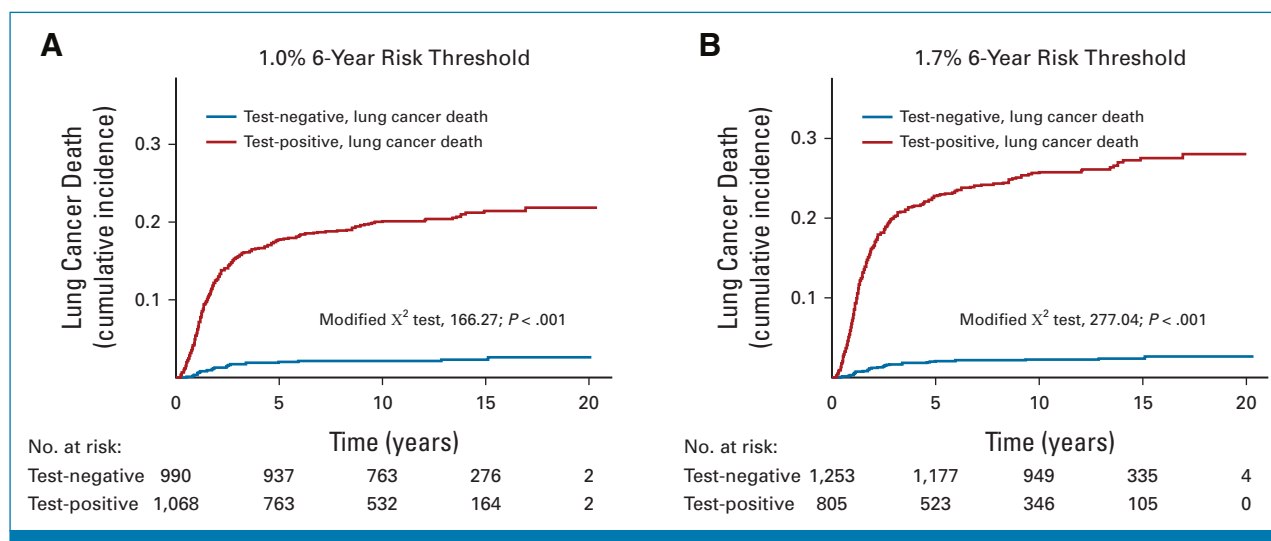 A
1.0% 6-Year Risk Threshold
Lung Cancer Death
(cumulative incidence)
0.3
0.2
0.1
Test-negative, lung cancer death
Test-positive, lung cancer death
Modified X² test, 166.27; P < .001
0 5 10 15 20
Time (years)
No. at risk:
Test-negative 990 937 763 276 2
Test-positive 1,068 763 532 164 2
B
1.7% 6-Year Risk Threshold
Lung Cancer Death
(cumulative incidence)
0.3
0.2
0.1
Test-negative, lung cancer death
Test-positive, lung cancer death
Modified X² test, 277.04; P < .001
0 5 10 15 20
Time (years)
No. at risk:
Test-negative 1,253 1,177 949 335 4
Test-positive 805 523 346 105 0